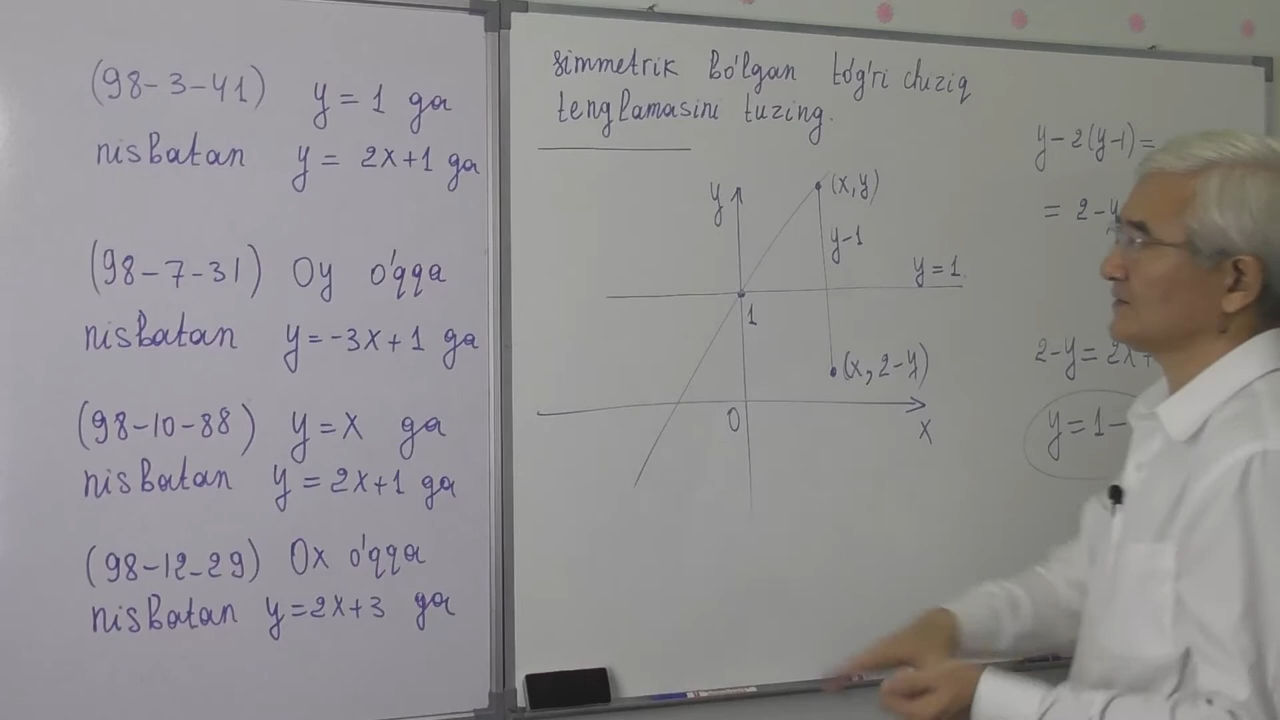 (98-3-41) y = 1 ga
nisbatan y = 2x+1 ga
(98-7-31) Oy o'qqa
nisbatan y=-3x+1 ga
(98-10-88) y=x ga
nisbatan y=2x+1 ga
(98-12-29) Ox o'qqa
nisbatan y=2x+3 ga
simmetrik bo'lgan to'g'ri chiziq
tenglamasini tuzing.
y
(x,y)
y-1
y=1
1
(x, 2-y)
0
x
y-2(y-1)=
= 2-y
2-y=2x+
y=1-